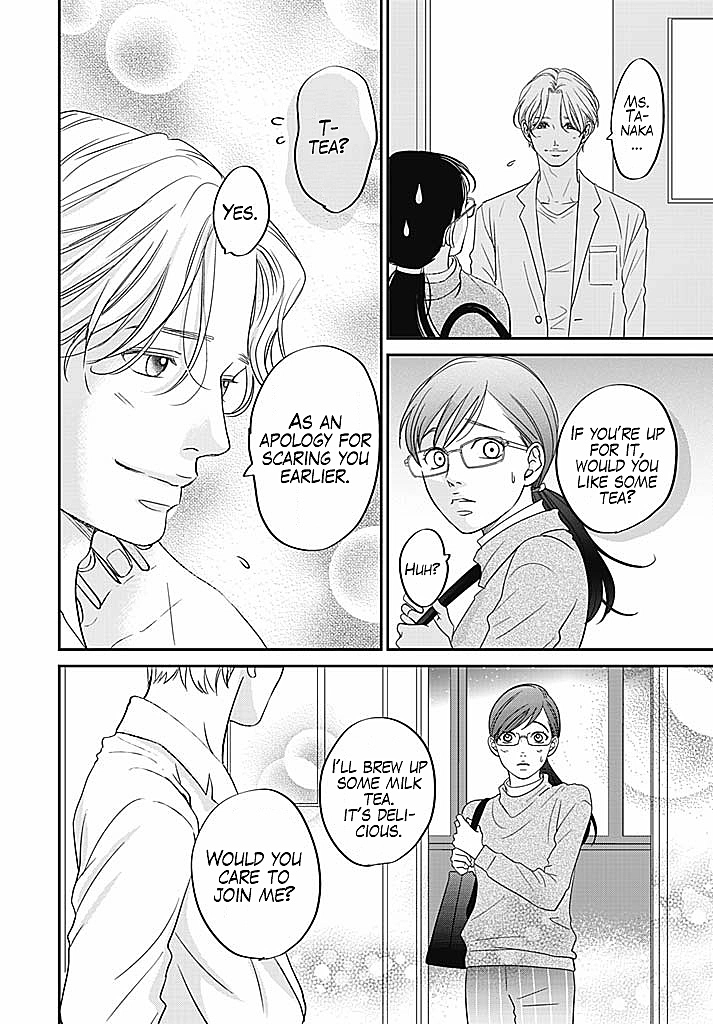 MS.
TA-
NAKA
...
IF YOU'RE UP
FOR IT,
WOULD YOU
LIKE SOME
TEA?
HUH?
T-
TEA?
YES.
AS AN
APOLOGY FOR
SCARING YOU
EARLIER.
I'LL BREW UP
SOME MILK
TEA.
IT'S DELI-
CIOUS.
WOULD YOU
CARE TO
JOIN ME?